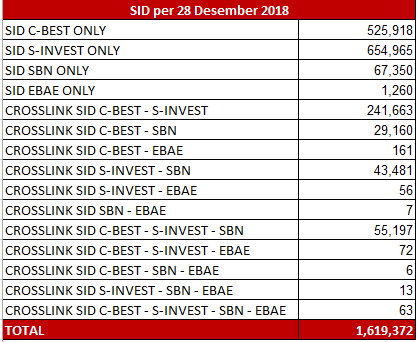 SID per 28 Desember 2018
SID C-BEST ONLY 525,918
SID S-INVEST ONLY 654,965
SID SBN ONLY 67,350
SID EBAE ONLY 1,260
CROSSLINK SID C-BEST - S-INVEST 241,663
CROSSLINK SID C-BEST - SBN 29,160
CROSSLINK SID C-BEST - EBAE 161
CROSSLINK SID S-INVEST - SBN 43,481
CROSSLINK SID S-INVEST - EBAE 56
CROSSLINK SID SBN - EBAE 7
CROSSLINK SID C-BEST - S-INVEST - SBN 55,197
CROSSLINK SID C-BEST - S-INVEST - EBAE 72
CROSSLINK SID C-BEST - SBN - EBAE 6
CROSSLINK SID S-INVEST - SBN - EBAE 13
CROSSLINK SID C-BEST - S-INVEST - SBN - EBAE 63
TOTAL 1,619,372